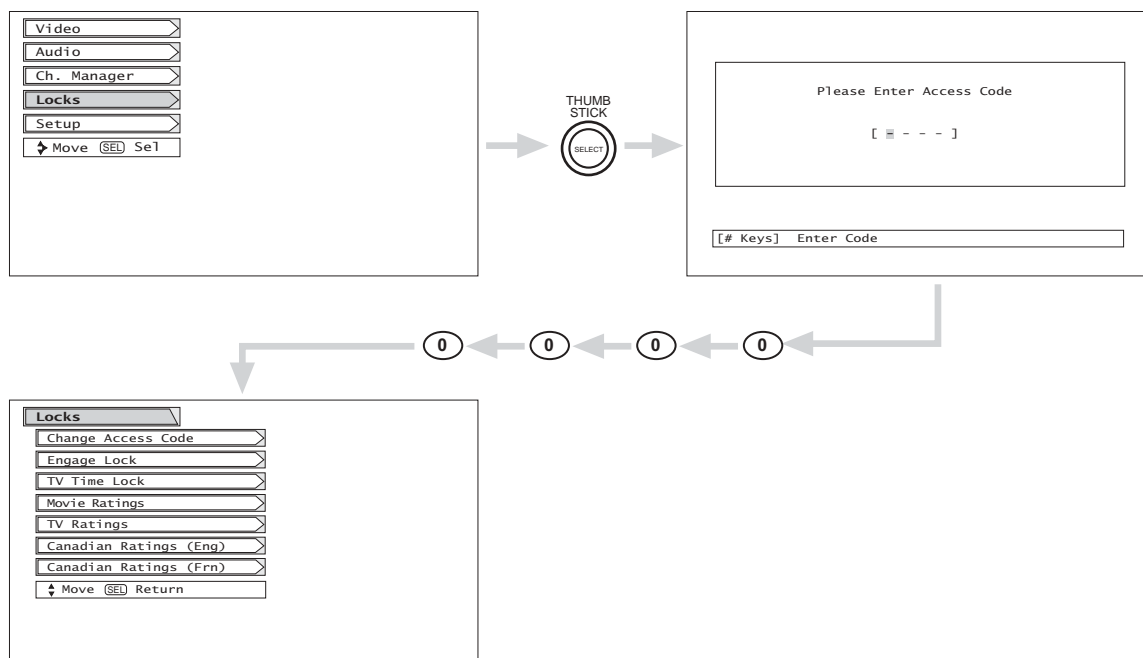 Video
Audio
Ch. Manager
Locks
Setup
Move SEL Sel
THUMB
STICK
SELECT
Please Enter Access Code
[ - - - - ]
[# Keys] Enter Code
0 0 0 0
Locks
Change Access Code
Engage Lock
TV Time Lock
Movie Ratings
TV Ratings
Canadian Ratings (Eng)
Canadian Ratings (Frn)
Move SEL Return